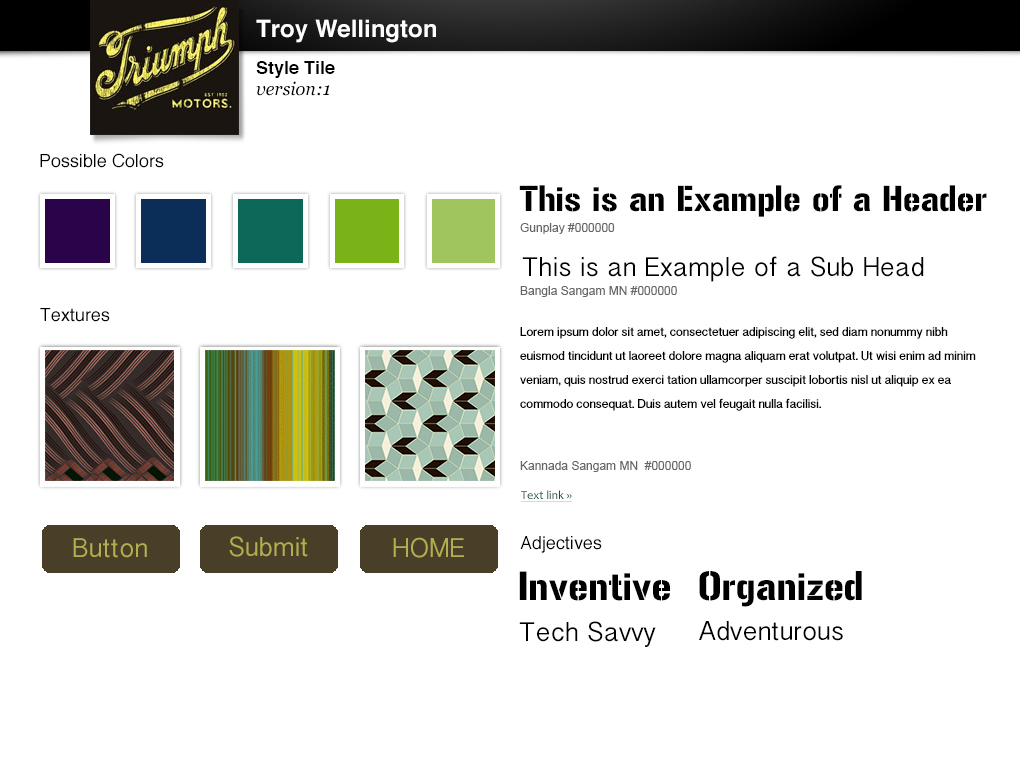 Triumph
EST 1902
MOTORS.
Troy Wellington
Style Tile
version:1
Possible Colors
Textures
Button
Submit
HOME
This is an Example of a Header
Gunplay #000000
This is an Example of a Sub Head
Bangla Sangam MN #000000
Lorem ipsum dolor sit amet, consectetuer adipiscing elit, sed diam nonummy nibh
euismod tincidunt ut laoreet dolore magna aliquam erat volutpat. Ut wisi enim ad minim
veniam, quis nostrud exerci tation ullamcorper suscipit lobortis nisl ut aliquip ex ea
commodo consequat. Duis autem vel feugait nulla facilisi.
Kannada Sangam MN #000000
Text link »
Adjectives
Inventive Organized
Tech Savvy Adventurous